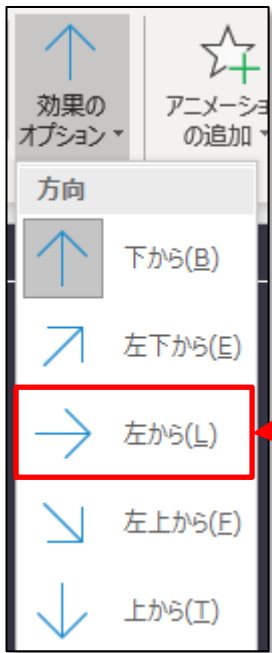 効果の
オプション
アニメーショ
の追加
方向
下から(B)
左下から(E)
左から(L)
左上から(F)
上から(T)